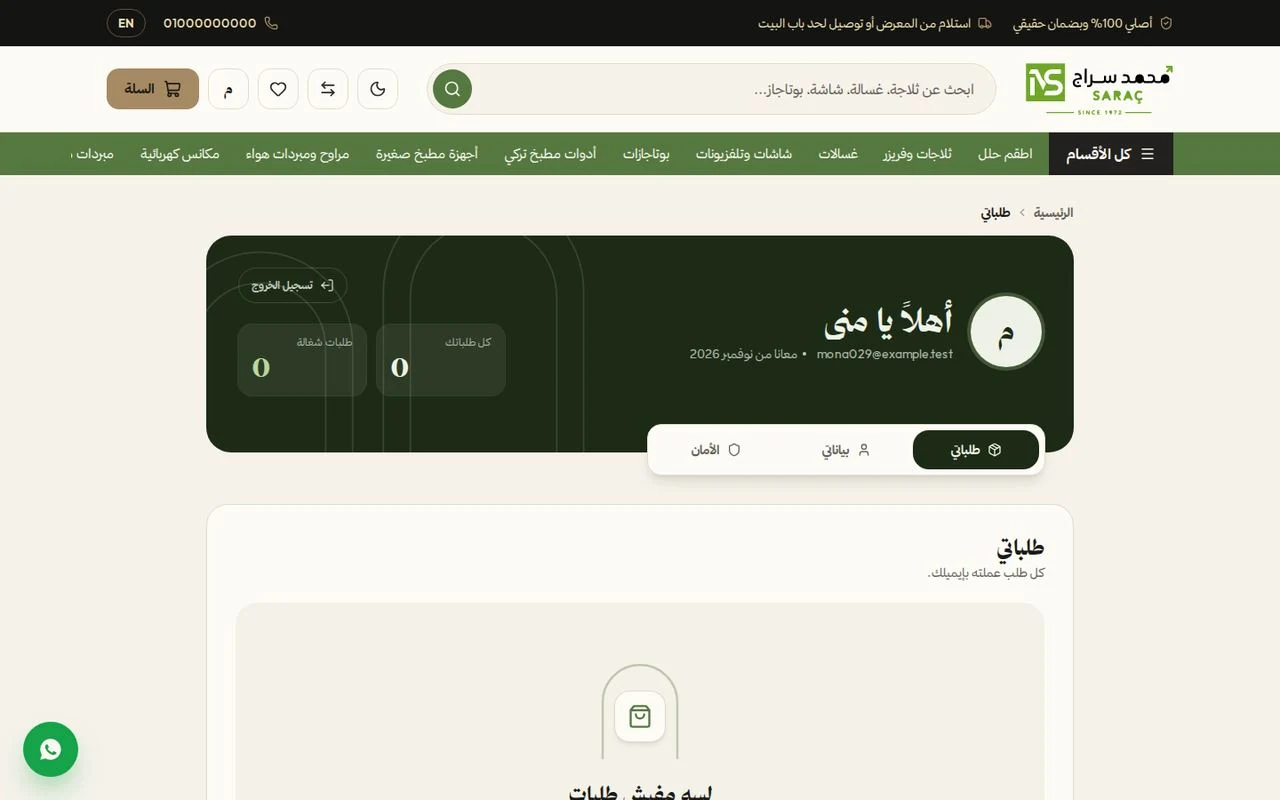 أصلي 100% وبضمان حقيقي
استلام من المعرض أو توصيل لحد باب البيت
01000000000
EN
محمد سراج
SARAÇ
SINCE 1972
ابحث عن ثلاجة، غسالة، شاشة، بوتاجاز...
م
السلة
كل الأقسام
اطقم حلل
ثلاجات وفريزر
غسالات
شاشات وتلفزيونات
بوتاجازات
أدوات مطبخ تركي
أجهزة مطبخ صغيرة
مراوح ومبردات هواء
مكانس كهربائية
مبردات
الرئيسية
طلباتي
م
أهلاً يا منى
mona029@example.test • معانا من نوفمبر 2026
تسجيل الخروج
كل طلباتك
0
طلبات شغالة
0
طلباتي
بياناتي
الأمان
طلباتي
كل طلب عملته بإيميلك.
لسه مفيش طلبات